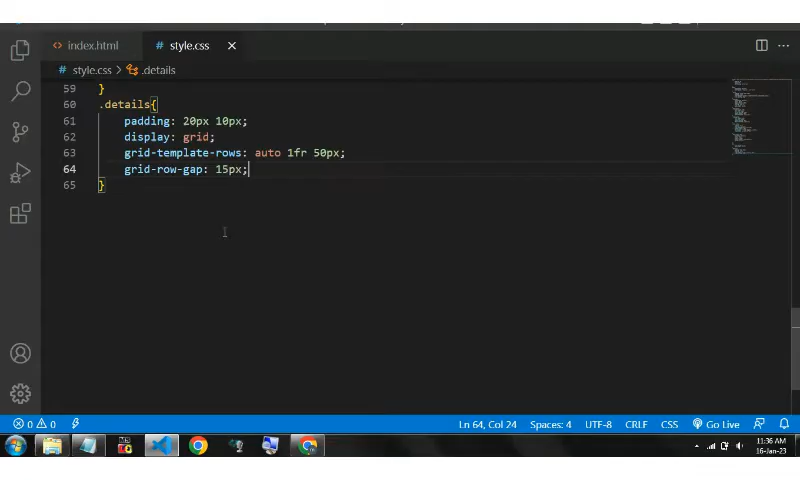 index.html
style.css
style.css > .details
59 }
60 .details{
61 padding: 20px 10px;
62 display: grid;
63 grid-template-rows: auto 1fr 50px;
64 grid-row-gap: 15px;
65 }
0 0
Ln 64, Col 24 Spaces: 4 UTF-8 CRLF CSS Go Live
11:36 AM
16-Jan-23